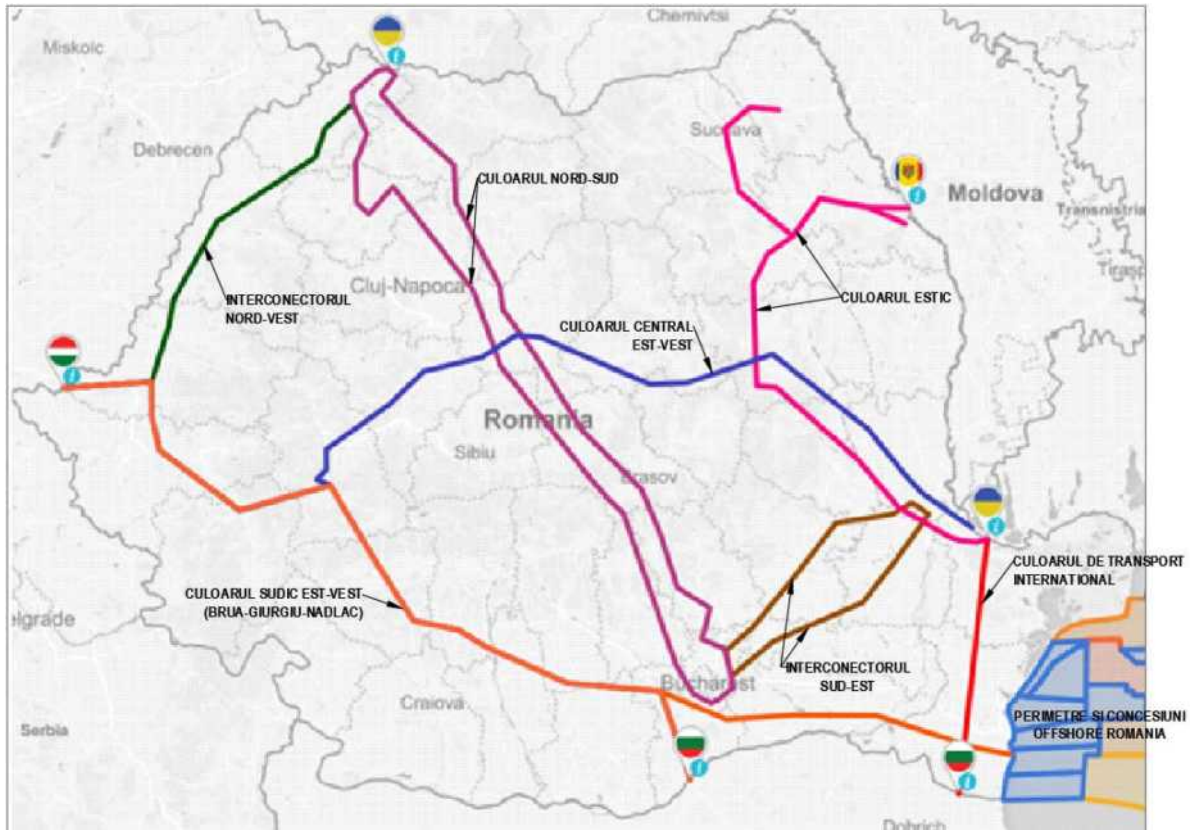 Chernivtsi
Miskolc
Suceava
Debrecen
CULOARUL NORD-SUD
Moldova
Transnistria
Tirasp
Cluj-Napoca
INTERCONECTORUL
NORD-VEST
CULOARUL ESTIC
CULOARUL CENTRAL
EST-VEST
Romania
Sibiu
Brasov
CULOARUL DE TRANSPORT
INTERNATIONAL
CULOARUL SUDIC EST-VEST
(BRUA-GIURGIU-NADLAC)
elgrade
INTERCONECTORUL
SUD-EST
Bucharest
Craiova
PERIMETRE SI CONCESIUNI
OFFSHORE ROMANIA
Serbia
Dobrich